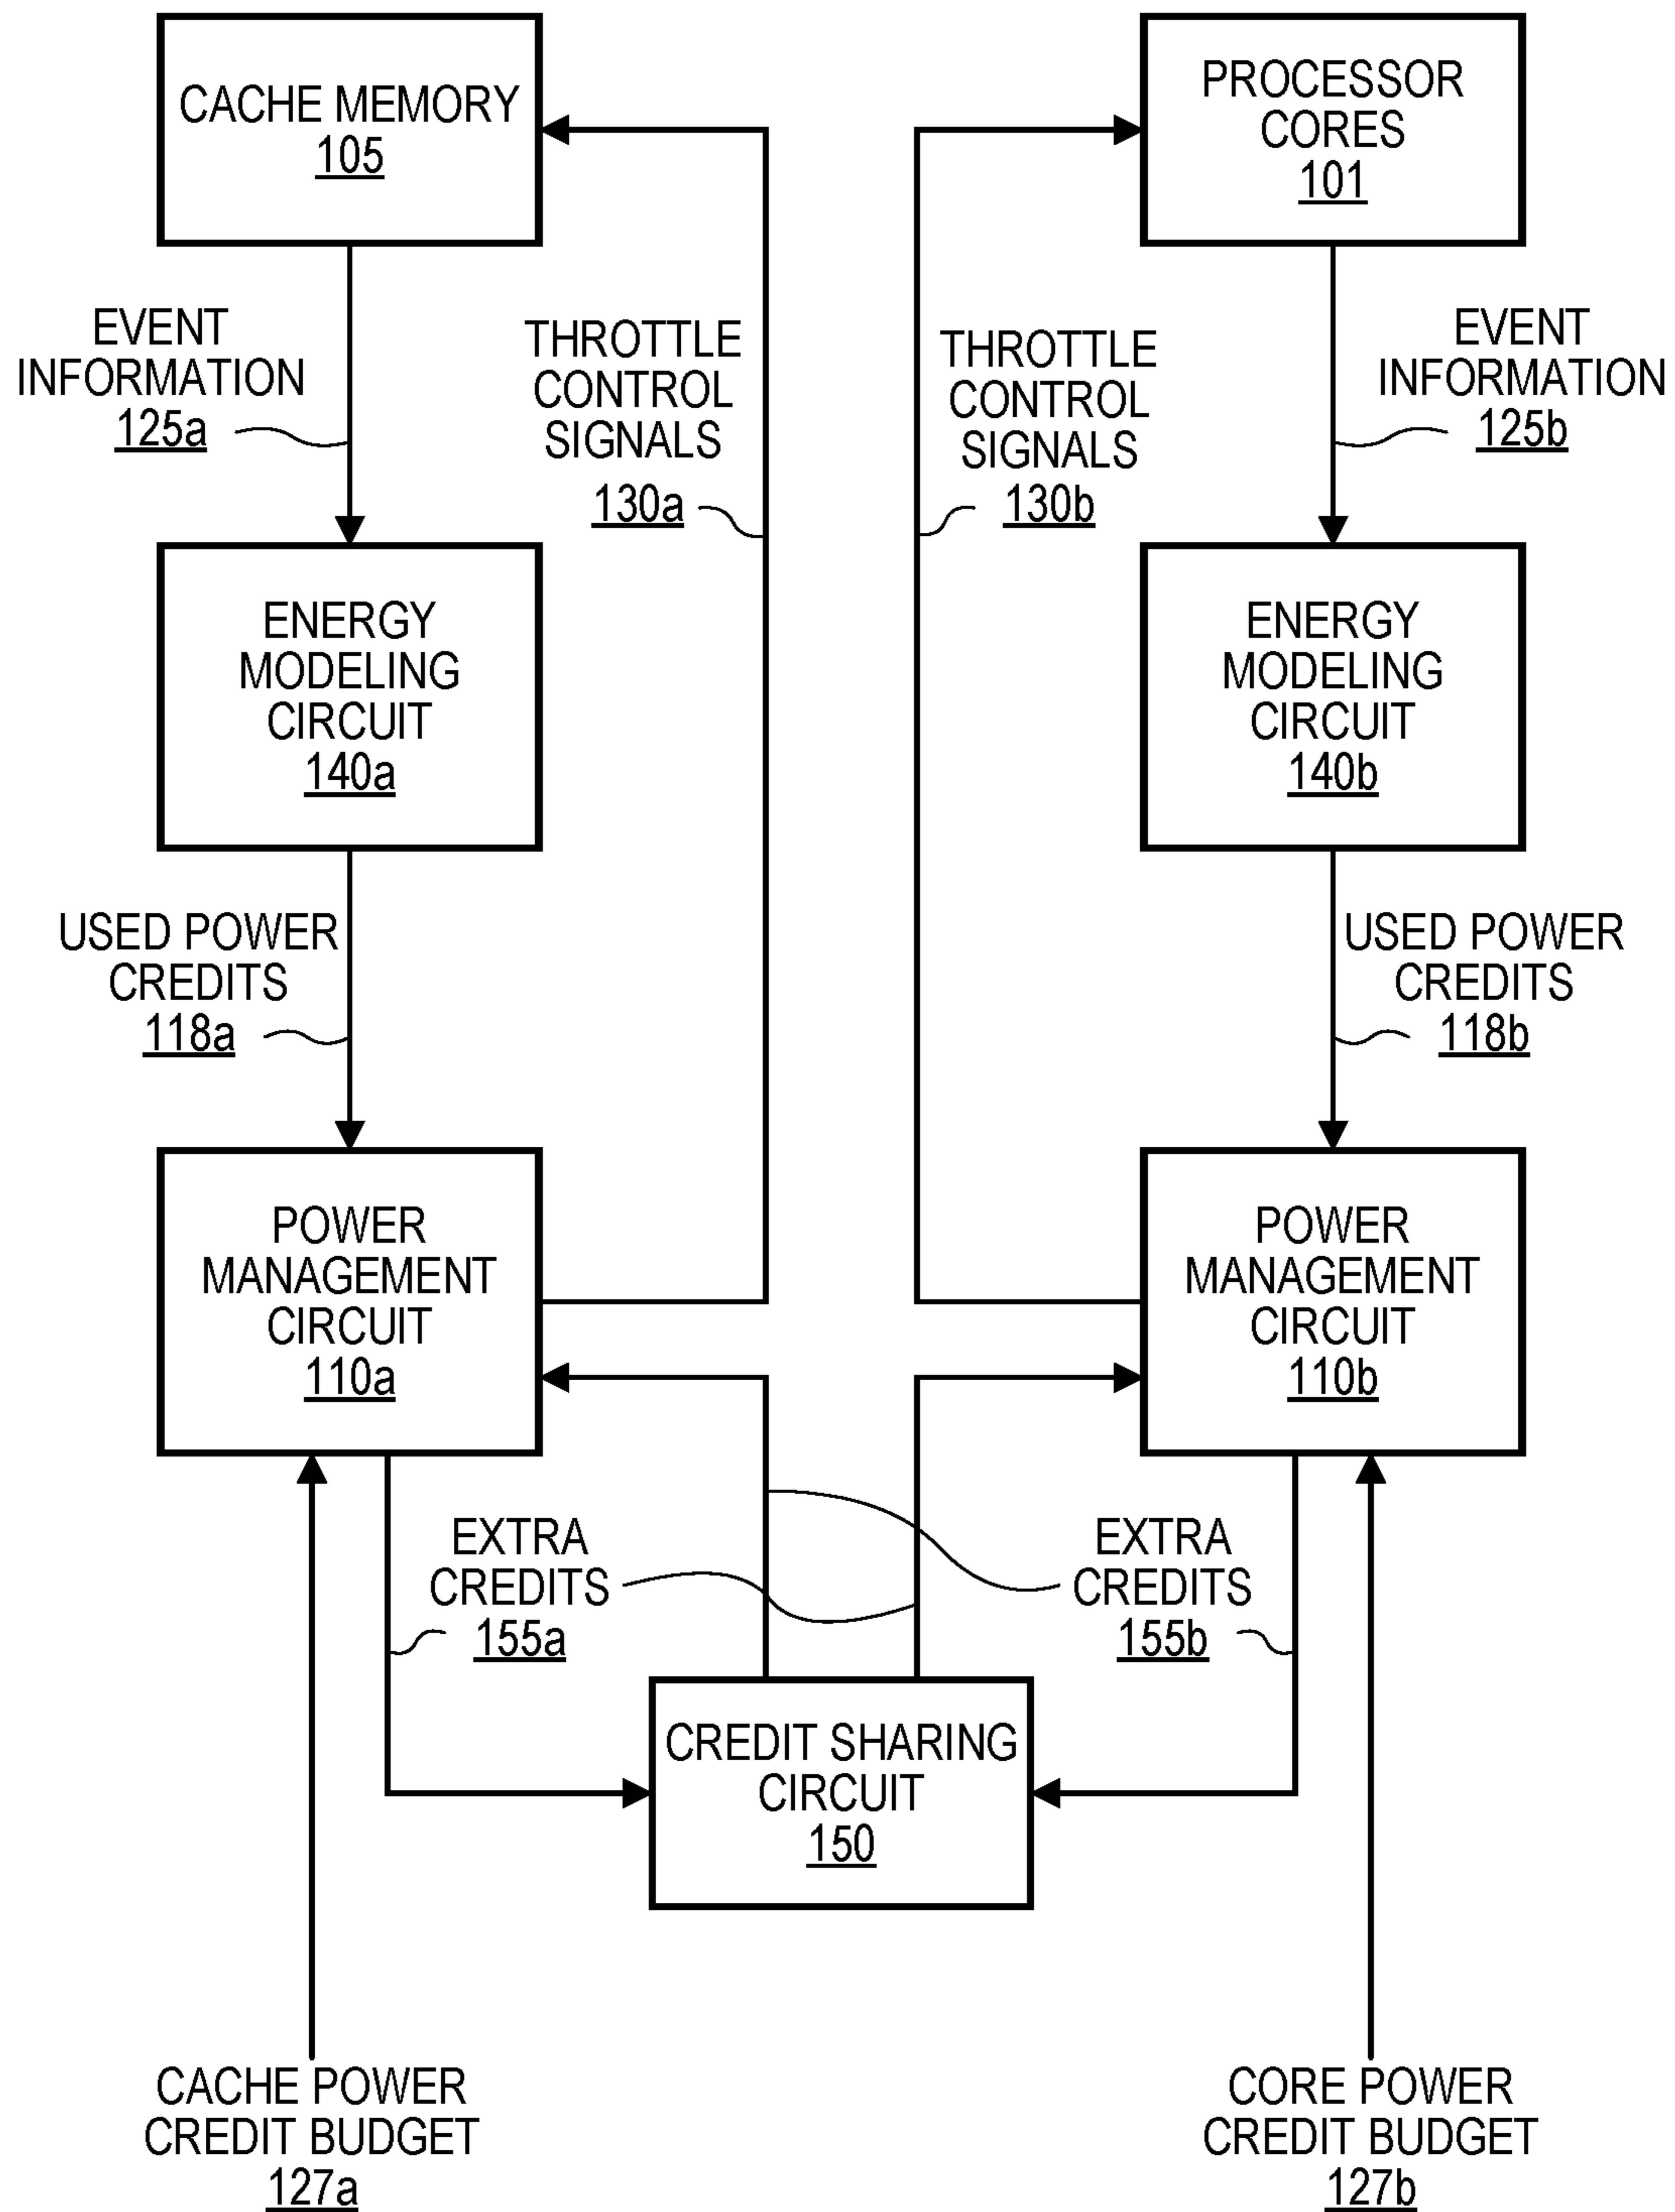 CACHE MEMORY
105
PROCESSOR
CORES
101
EVENT
INFORMATION
125a
THROTTLE
CONTROL
SIGNALS
130a
THROTTLE
CONTROL
SIGNALS
130b
EVENT
INFORMATION
125b
ENERGY
MODELING
CIRCUIT
140a
ENERGY
MODELING
CIRCUIT
140b
USED POWER
CREDITS
118a
USED POWER
CREDITS
118b
POWER
MANAGEMENT
CIRCUIT
110a
POWER
MANAGEMENT
CIRCUIT
110b
EXTRA
CREDITS
155a
EXTRA
CREDITS
155b
CREDIT SHARING
CIRCUIT
150
CACHE POWER
CREDIT BUDGET
127a
CORE POWER
CREDIT BUDGET
127b